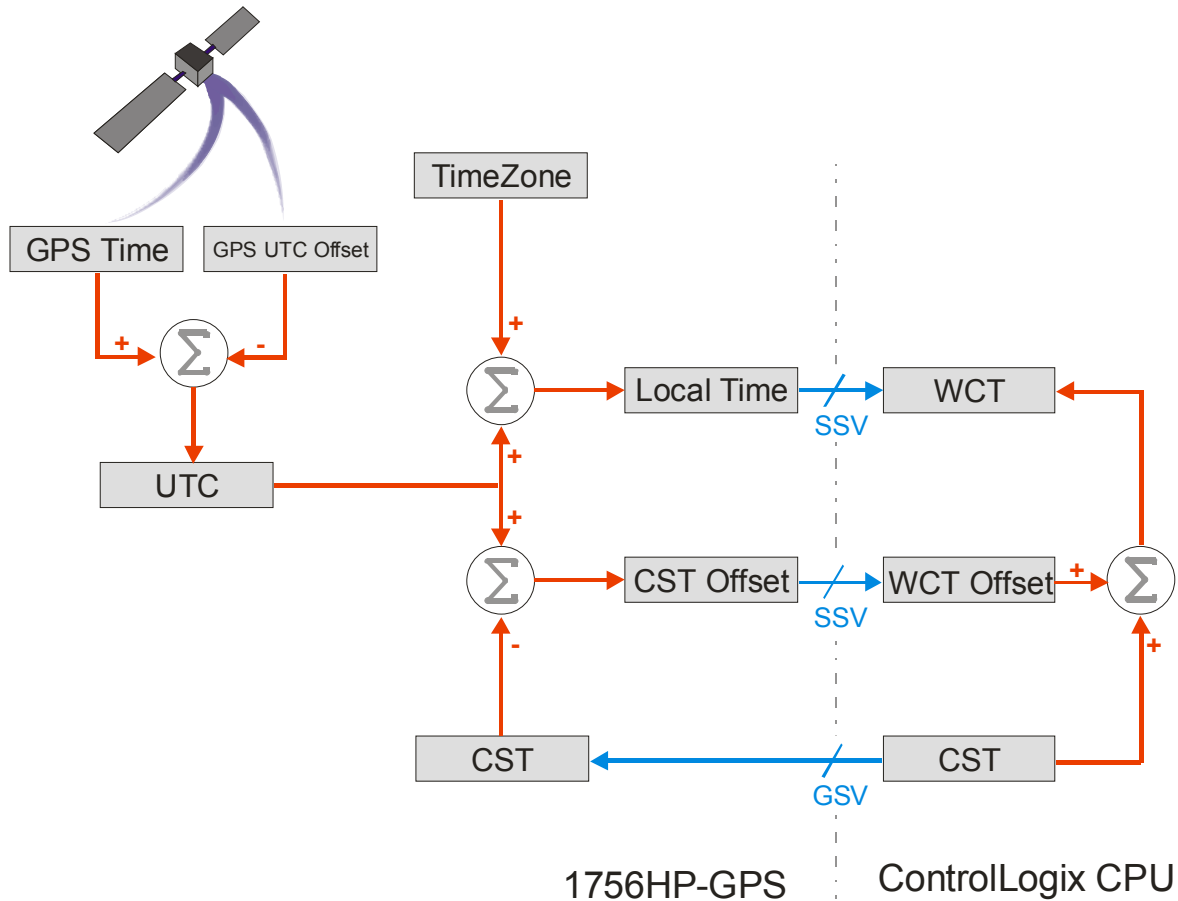 TimeZone
GPS Time
GPS UTC Offset
+
-
Σ
+
Σ
Local Time
SSV
WCT
+
UTC
+
Σ
CST Offset
SSV
WCT Offset
+
Σ
-
+
CST
GSV
CST
1756HP-GPS
ControlLogix CPU